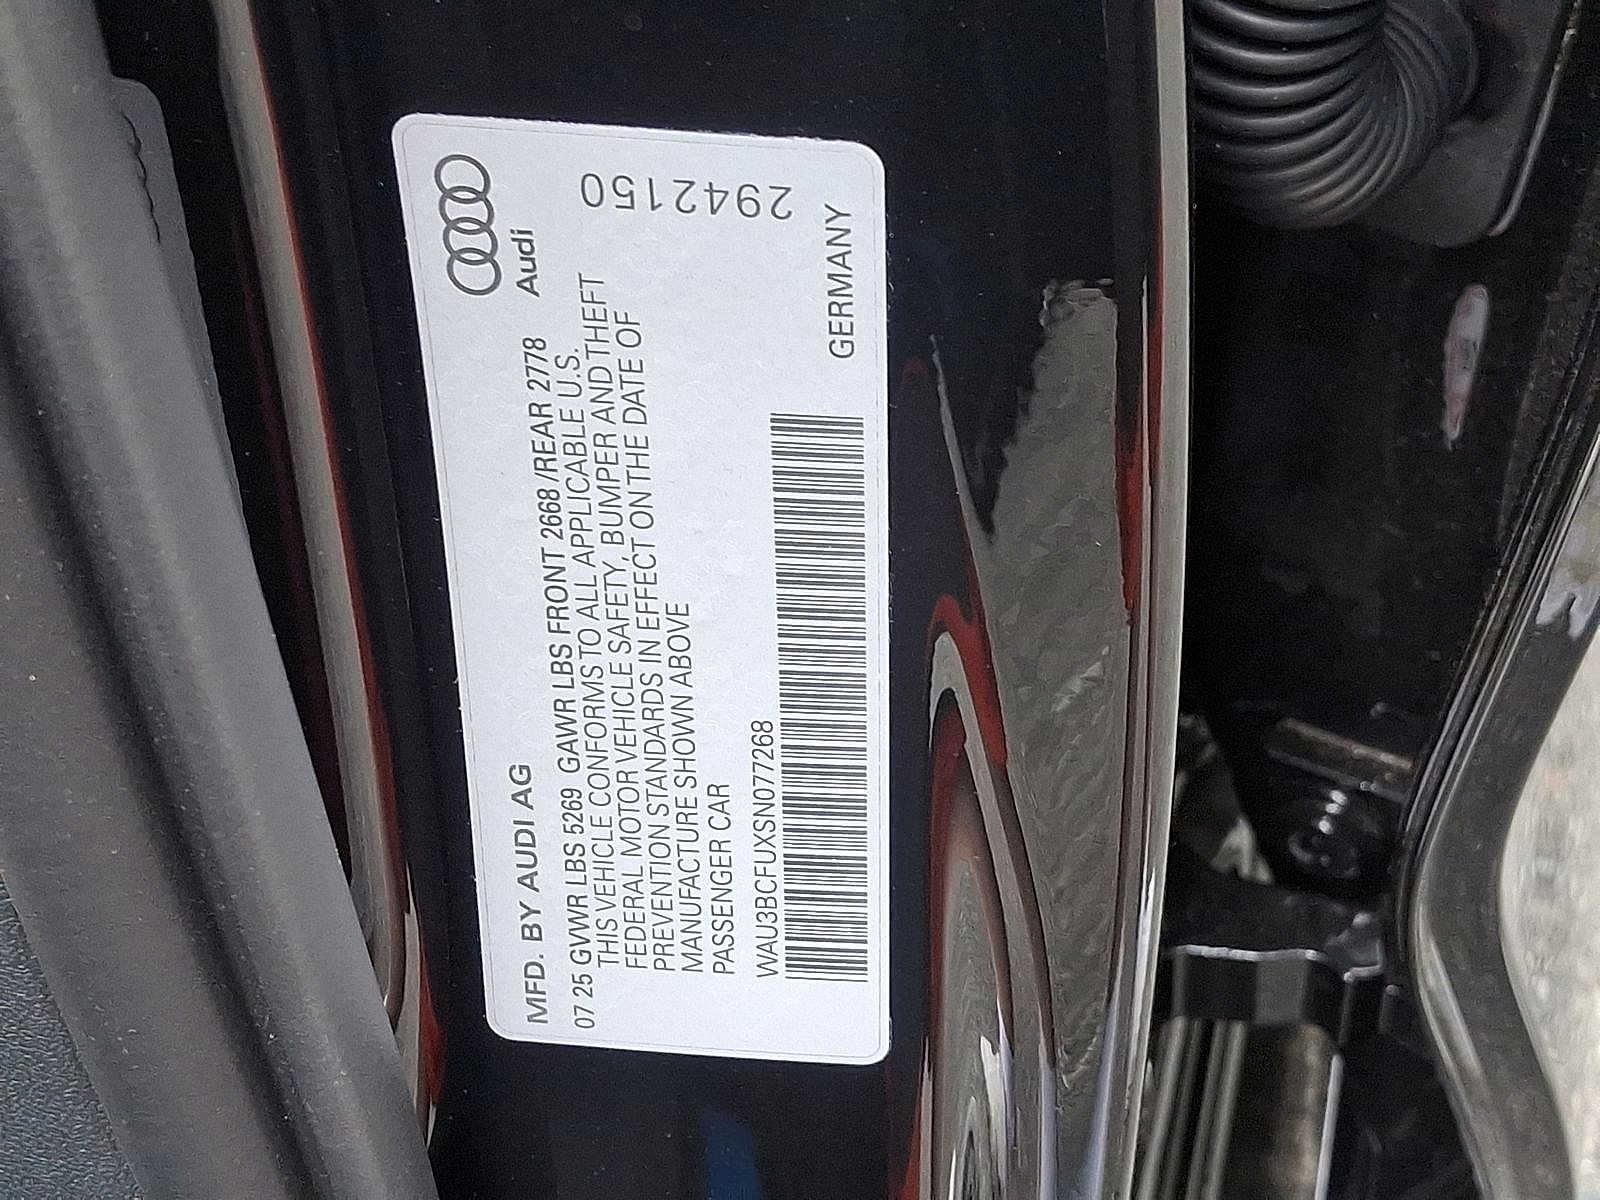 MFD. BY AUDI AG
Audi
07 25 GVWR LBS 5269 GAWR LBS FRONT 2668 /REAR 2778
THIS VEHICLE CONFORMS TO ALL APPLICABLE U.S.
FEDERAL MOTOR VEHICLE SAFETY, BUMPER AND THEFT
PREVENTION STANDARDS IN EFFECT ON THE DATE OF
MANUFACTURE SHOWN ABOVE
PASSENGER CAR
2942150
WAU3BCFUXSN077268
GERMANY